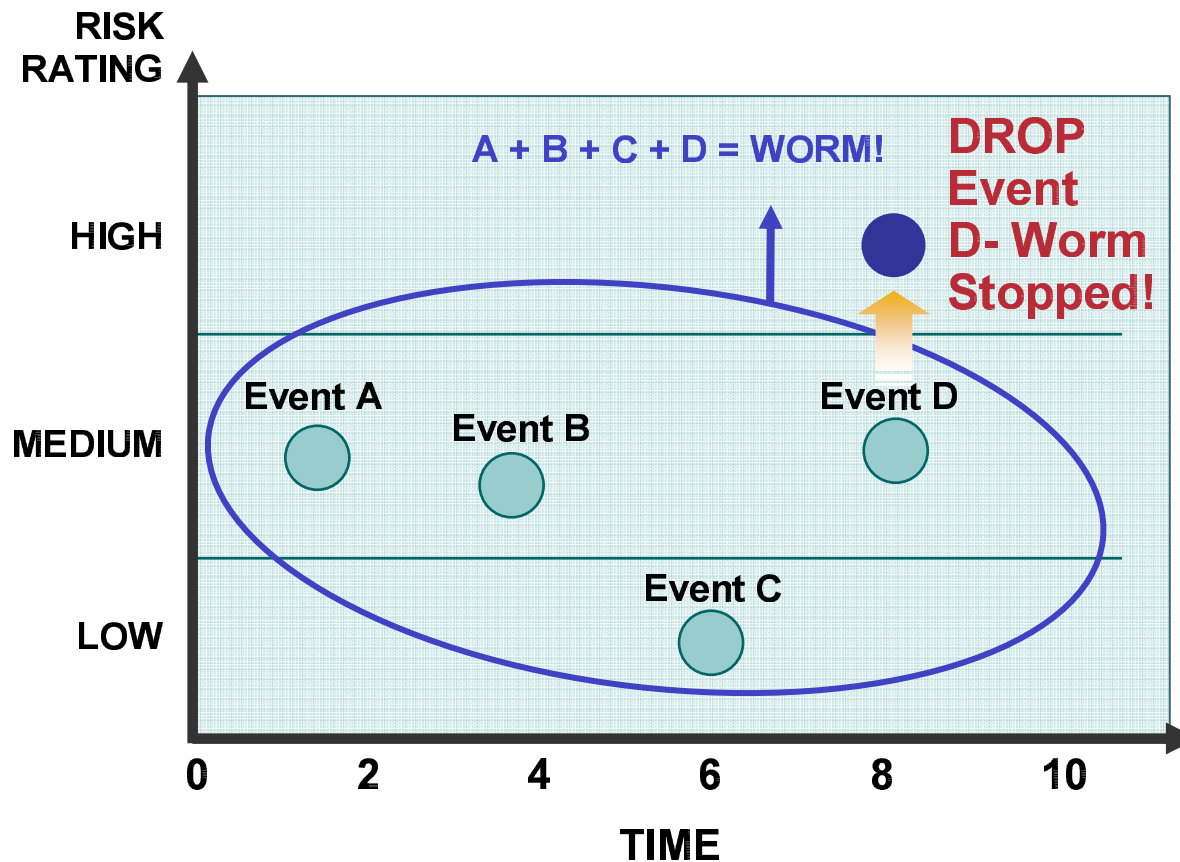 RISK
RATING
A + B + C + D = WORM!
DROP
Event
D- Worm
Stopped!
HIGH
Event A
Event B
Event D
MEDIUM
Event C
LOW
0 2 4 6 8 10
TIME